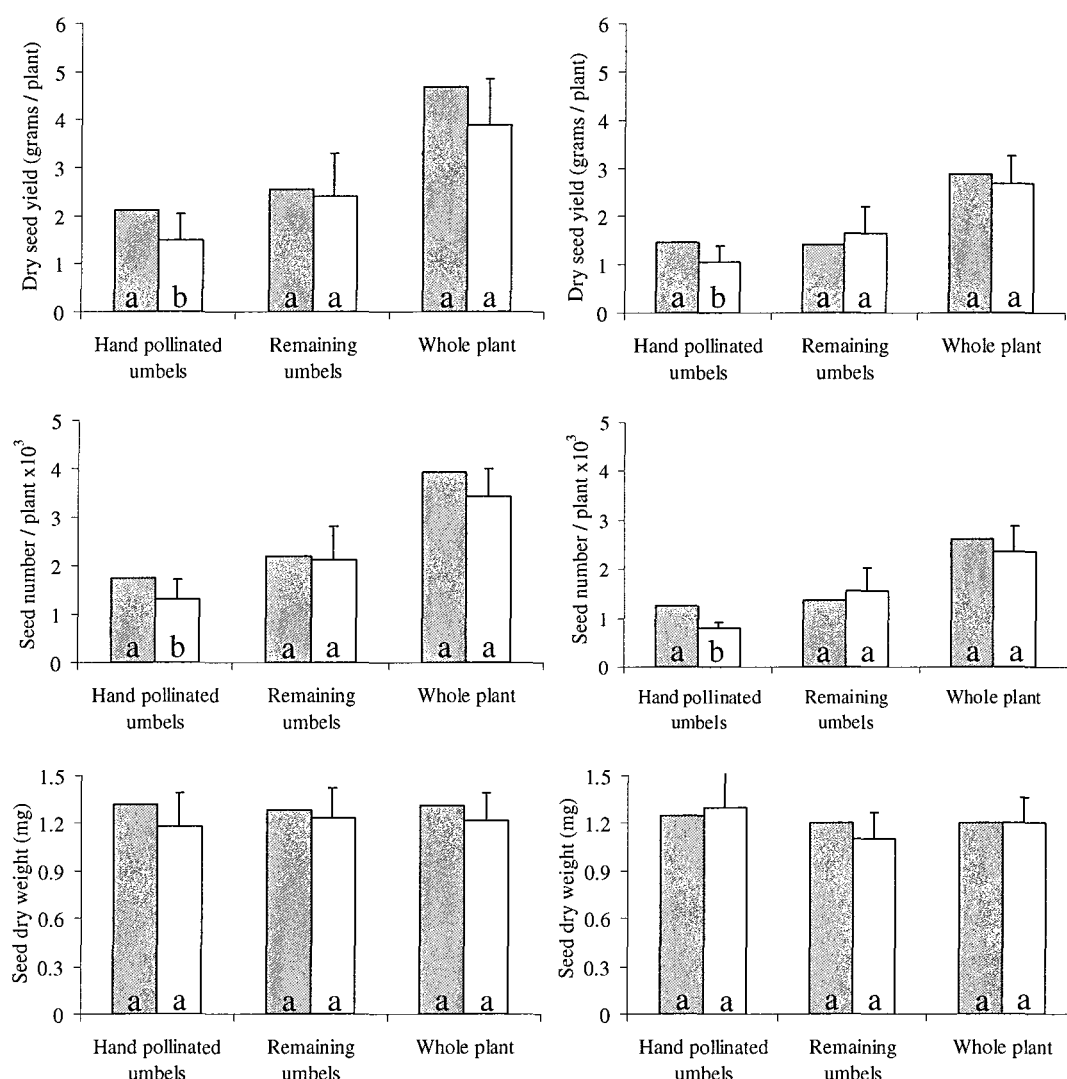 Dry seed yield (grams / plant)
6
5
4
3
2
1
0
a b a a a a
Hand pollinated umbels
Remaining umbels
Whole plant
Dry seed yield (grams / plant)
6
5
4
3
2
1
0
a b a a a a
Hand pollinated umbels
Remaining umbels
Whole plant
Seed number / plant x10³
5
4
3
2
1
0
a b a a a a
Hand pollinated umbels
Remaining umbels
Whole plant
Seed number / plant x10³
5
4
3
2
1
0
a b a a a a
Hand pollinated umbels
Remaining umbels
Whole plant
Seed dry weight (mg)
1.5
1.2
0.9
0.6
0.3
0
a a a a a a
Hand pollinated umbels
Remaining umbels
Whole plant
Seed dry weight (mg)
1.5
1.2
0.9
0.6
0.3
0
a a a a a a
Hand pollinated umbels
Remaining umbels
Whole plant